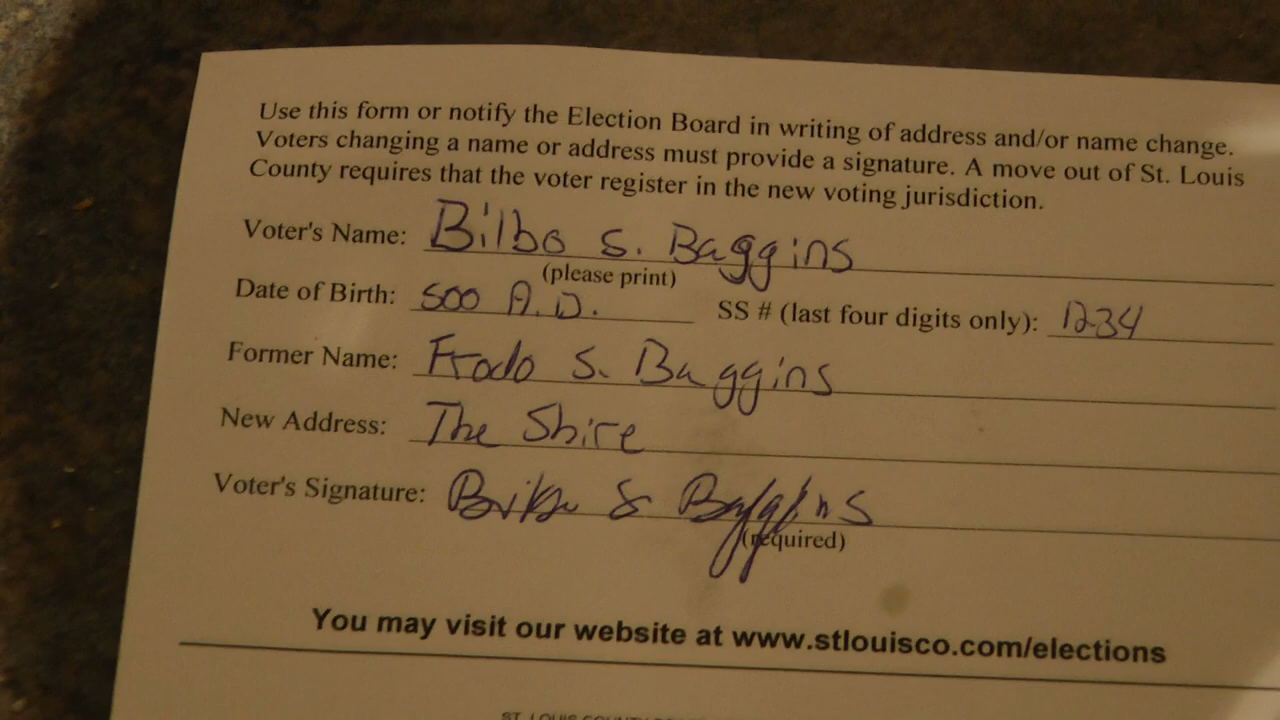 Use this form or notify the Election Board in writing of address and/or name change.
Voters changing a name or address must provide a signature. A move out of St. Louis
County requires that the voter register in the new voting jurisdiction.
Voter's Name: Bilbo S. Baggins
(please print)
Date of Birth: 500 A.D. SS # (last four digits only): 1234
Former Name: Frodo S. Baggins
New Address: The Shire
Voter's Signature: Bilbo S Baggins
(required)
You may visit our website at www.stlouisco.com/elections
ST. LOUIS COUNTY